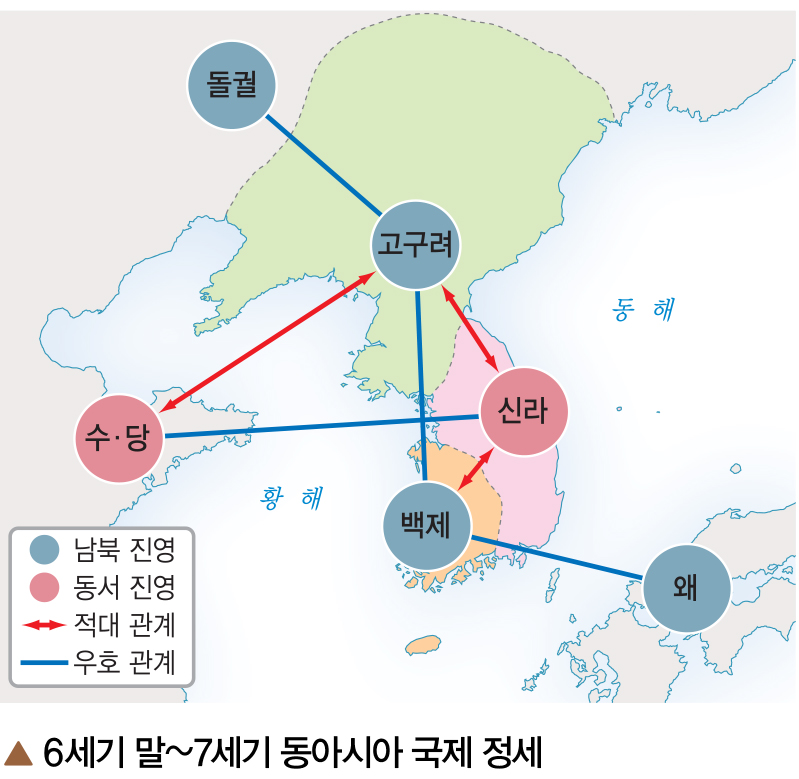 돌궐
고구려
동 해
신라
수·당
황 해
백제
왜
남북 진영
동서 진영
적대 관계
우호 관계
▲ 6세기 말~7세기 동아시아 국제 정세